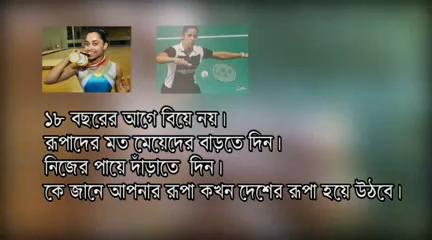 ১৮ বছরের আগে বিয়ে নয়।
রূপাদের মত মেয়েদের বাড়তে দিন।
নিজের পায়ে দাঁড়াতে দিন।
কে জানে আপনার রূপা কখন দেশের রূপা হয়ে উঠবে।